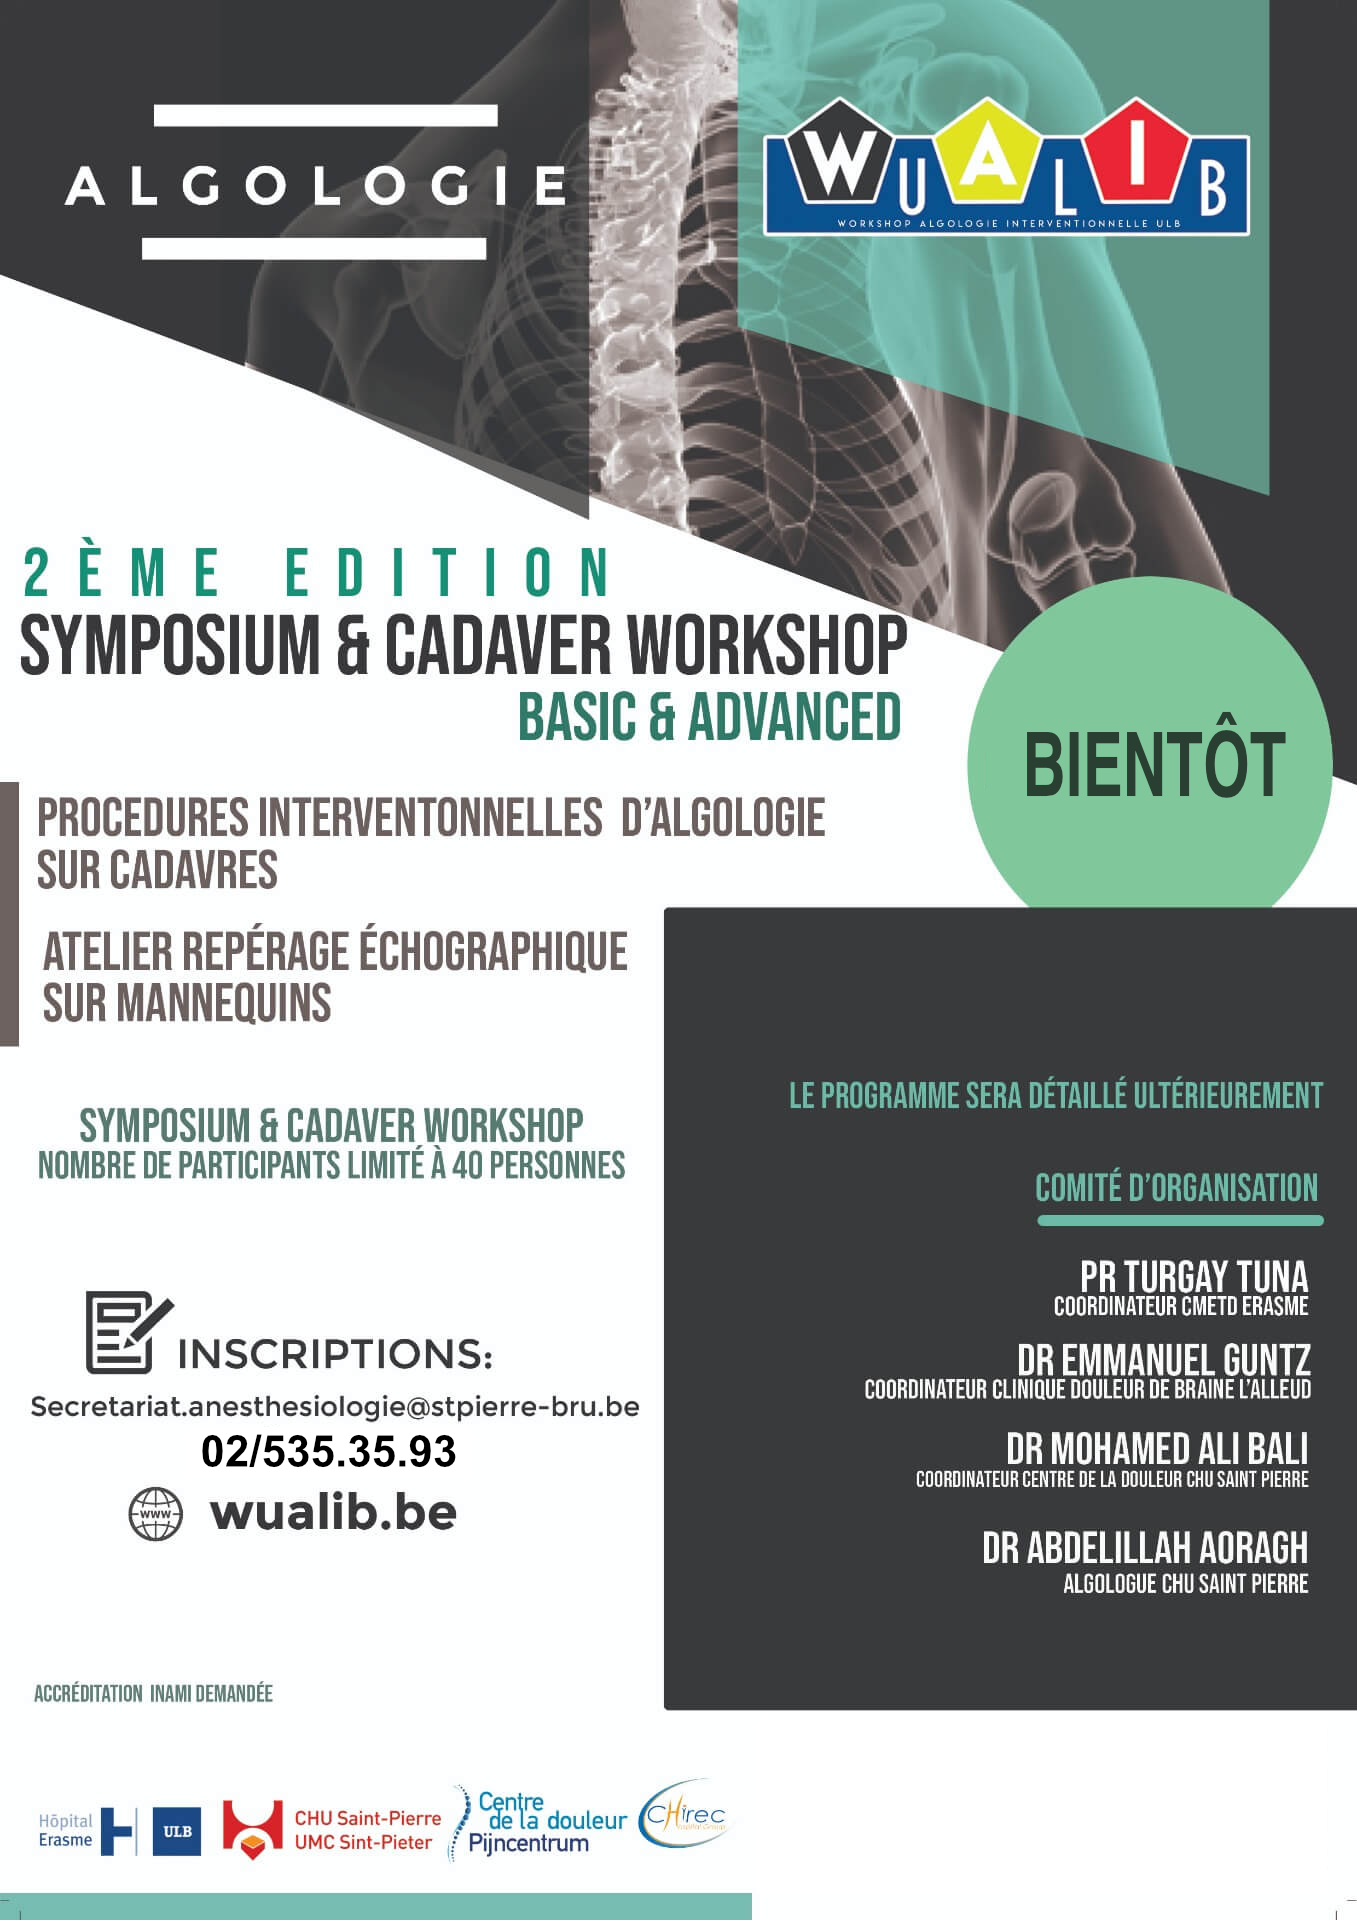 ALGOLOGIE
WUALIB
WORKSHOP ALGOLOGIE INTERVENTIONNELLE ULB
2ÈME EDITION
SYMPOSIUM & CADAVER WORKSHOP
BASIC & ADVANCED
BIENTÔT
PROCEDURES INTERVENTONNELLES D'ALGOLOGIE
SUR CADAVRES
ATELIER REPÉRAGE ÉCHOGRAPHIQUE
SUR MANNEQUINS
SYMPOSIUM & CADAVER WORKSHOP
NOMBRE DE PARTICIPANTS LIMITÉ À 40 PERSONNES
INSCRIPTIONS:
Secretariat.anesthesiologie@stpierre-bru.be
02/535.35.93
www
wualib.be
LE PROGRAMME SERA DÉTAILLÉ ULTÉRIEUREMENT
COMITÉ D'ORGANISATION
PR TURGAY TUNA
COORDINATEUR CMETD ERASME
DR EMMANUEL GUNTZ
COORDINATEUR CLINIQUE DOULEUR DE BRAINE L'ALLEUD
DR MOHAMED ALI BALI
COORDINATEUR CENTRE DE LA DOULEUR CHU SAINT PIERRE
DR ABDELILLAH AORAGH
ALGOLOGUE CHU SAINT PIERRE
ACCRÉDITATION INAMI DEMANDÉE
Hôpital
Erasme
ULB
CHU Saint-Pierre
UMC Sint-Pieter
Centre
de la douleur
Pijncentrum
CHirec
Hospital Group